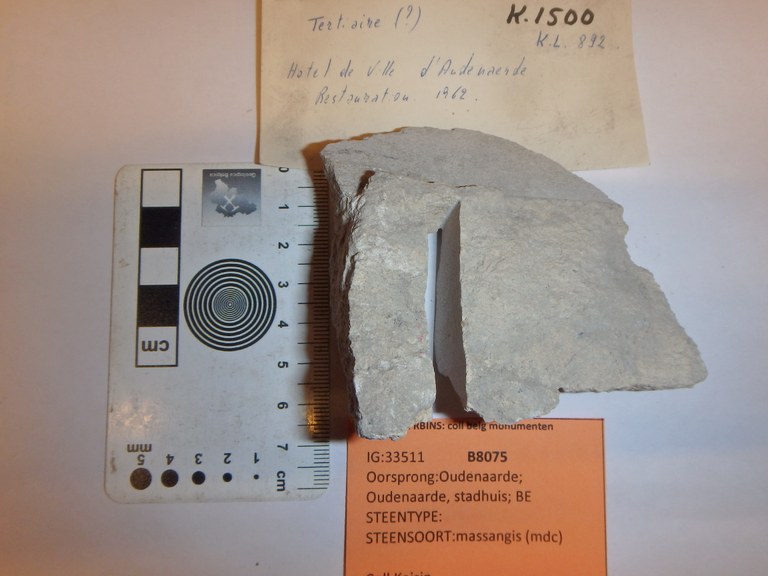 Tertiaire (?)
K.1500
K.L. 892
Hotel de Ville d'Audenaerde
Restauration 1962.
0
1
2
3
4
5
6
7
cm
cm
mm
5 4 3 2 1
RBINS: coll belg monumenten
IG:33511 B8075
Oorsprong:Oudenaarde;
Oudenaarde, stadhuis; BE
STEENTYPE:
STEENSOORT:massangis (mdc)